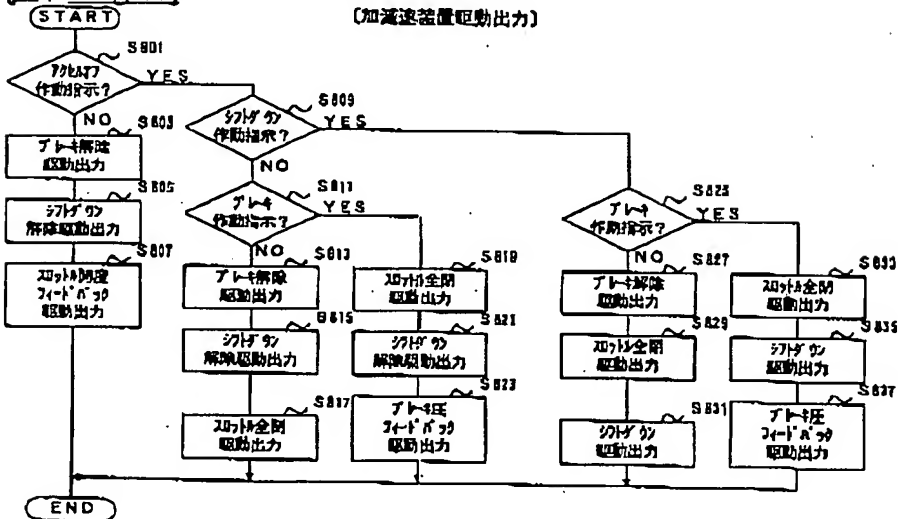 〔加減速装置駆動出力〕
START
S801
アクセルオフ
作動指示？
YES
NO
S803
ブレーキ解除
駆動出力
S805
シフトダウン
解除駆動出力
S807
スロットル開度
フィードバック
駆動出力
S809
シフトダウン
作動指示？
YES
NO
S811
ブレーキ
作動指示？
YES
NO
S813
ブレーキ解除
駆動出力
S815
シフトダウン
解除駆動出力
S817
スロットル全閉
駆動出力
S819
スロットル全閉
駆動出力
S821
シフトダウン
解除駆動出力
S823
ブレーキ圧
フィードバック
駆動出力
S825
ブレーキ
作動指示？
YES
NO
S827
ブレーキ解除
駆動出力
S829
スロットル全閉
駆動出力
S831
シフトダウン
駆動出力
S833
スロットル全閉
駆動出力
S835
シフトダウン
駆動出力
S837
ブレーキ圧
フィードバック
駆動出力
END